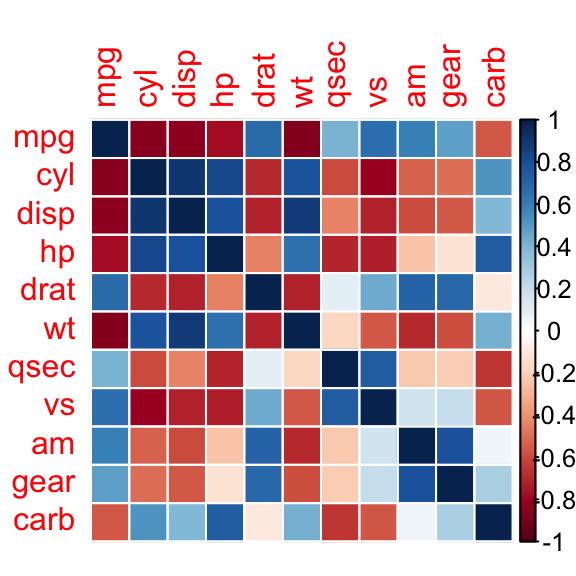 mpg cyl disp hp drat wt qsec vs am gear carb
mpg
cyl
disp
hp
drat
wt
qsec
vs
am
gear
carb
1
0.8
0.6
0.4
0.2
0
-0.2
-0.4
-0.6
-0.8
-1